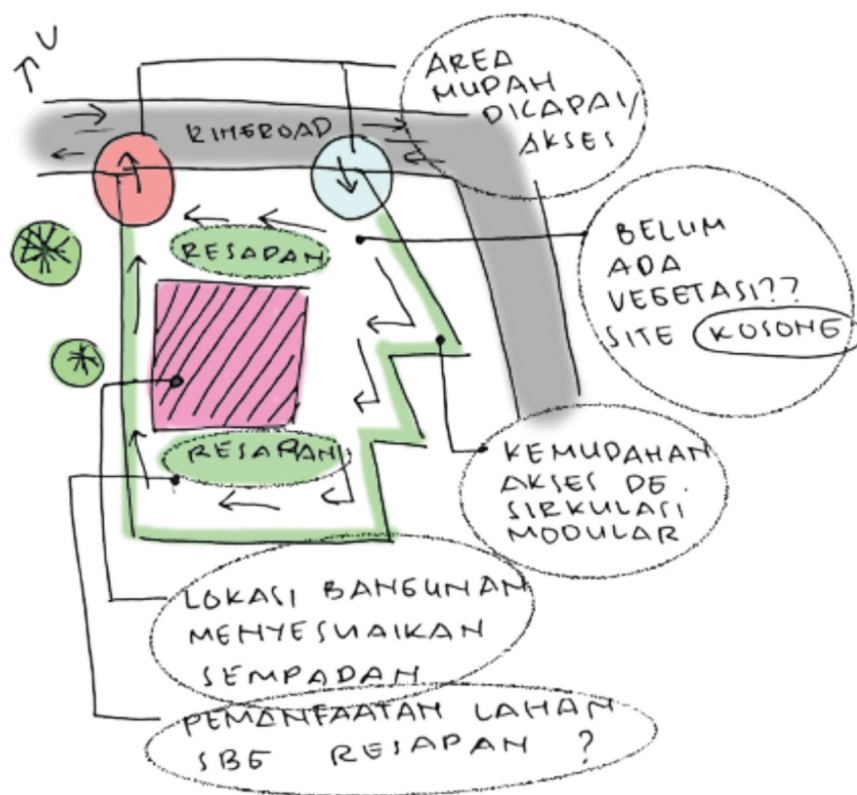 U
AREA
MUDAH
DICAPAI/
AKSES
RINGROAD
RESAPAN
BELUM
ADA
VEGETASI??
SITE KOSONG
RESAPAN
KEMUDAHAN
AKSES DG.
SIRKULASI
MODULAR
LOKASI BANGUNAN
MENYESUAIKAN
SEMPADAN
PEMANFAATAN LAHAN
SBG RESAPAN ?